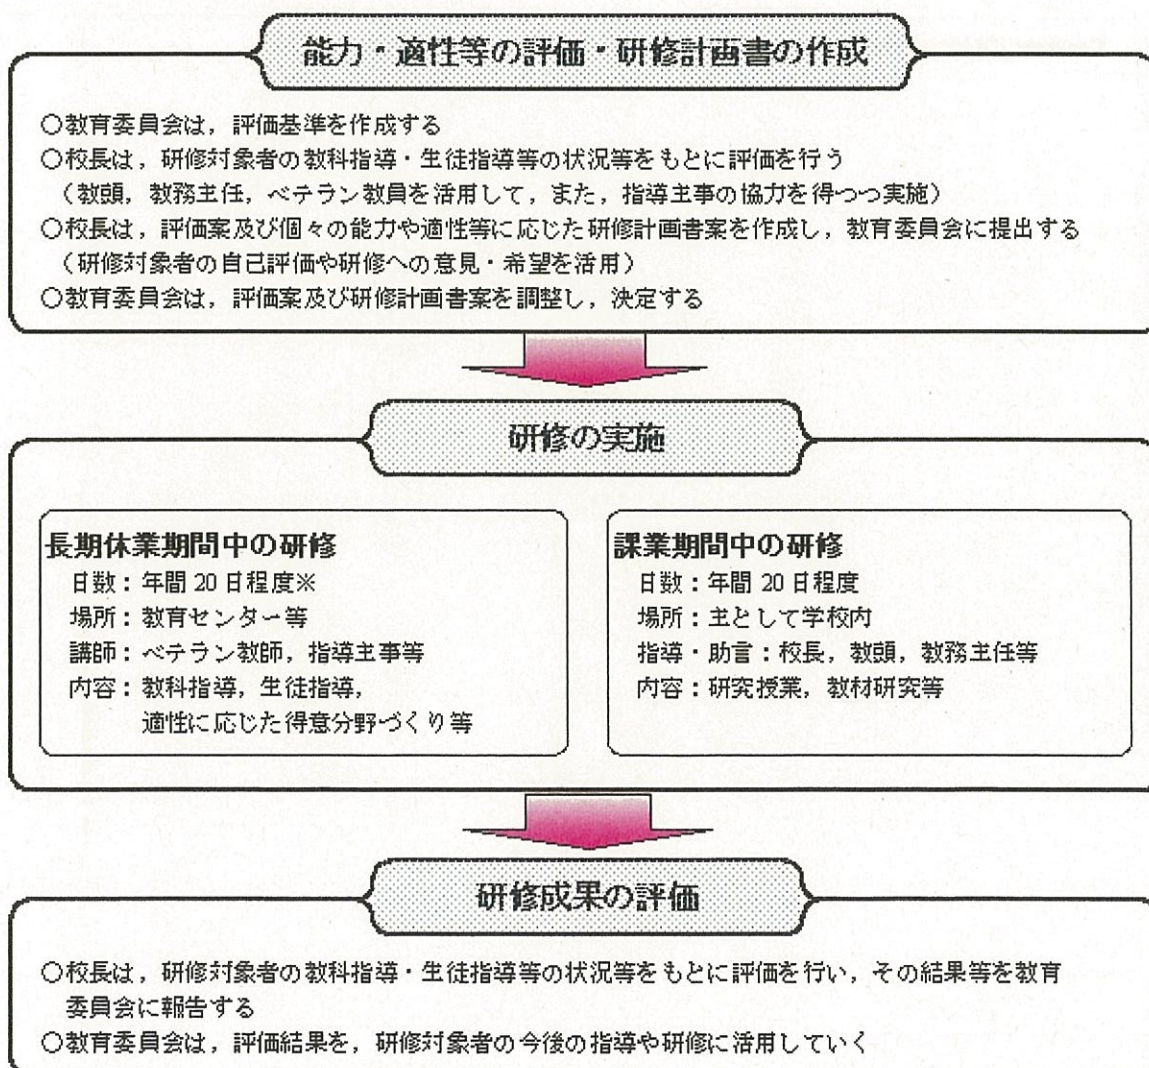 能力・適性等の評価・研修計画書の作成
○教育委員会は，評価基準を作成する
○校長は，研修対象者の教科指導・生徒指導等の状況等をもとに評価を行う
（教頭，教務主任，ベテラン教員を活用して，また，指導主事の協力を得つつ実施）
○校長は，評価案及び個々の能力や適性等に応じた研修計画書案を作成し，教育委員会に提出する
（研修対象者の自己評価や研修への意見・希望を活用）
○教育委員会は，評価案及び研修計画書案を調整し，決定する
研修の実施
長期休業期間中の研修
日数：年間 20 日程度※
場所：教育センター等
講師：ベテラン教師，指導主事等
内容：教科指導，生徒指導，
適性に応じた得意分野づくり等
課業期間中の研修
日数：年間 20 日程度
場所：主として学校内
指導・助言：校長，教頭，教務主任等
内容：研究授業，教材研究等
研修成果の評価
○校長は，研修対象者の教科指導・生徒指導等の状況等をもとに評価を行い，その結果等を教育
委員会に報告する
○教育委員会は，評価結果を，研修対象者の今後の指導や研修に活用していく